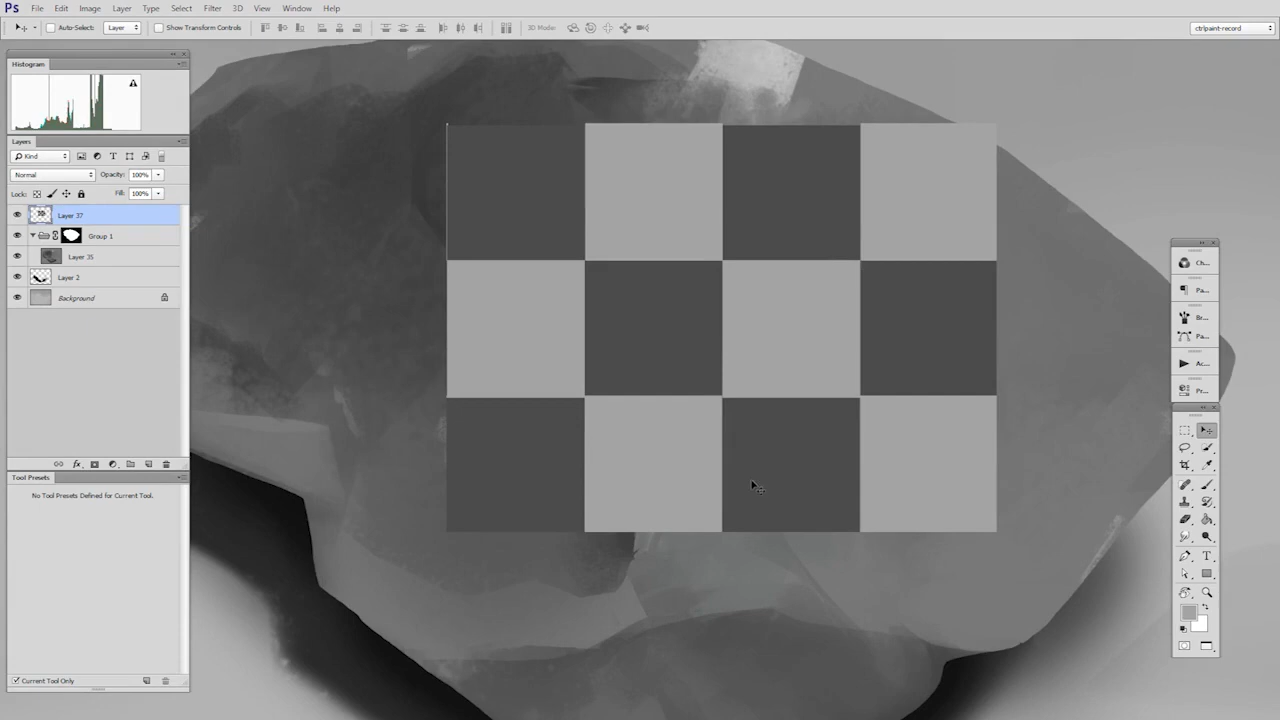 Ps File Edit Image Layer Type Select Filter 3D View Window Help
Auto-Select: Layer Show Transform Controls 3D Mode: ctrlpaint-record
Histogram
Layers
Kind
Normal Opacity: 100%
Lock: Fill: 100%
Layer 37
Group 1
Layer 35
Layer 2
Background
fx
Tool Presets
No Tool Presets Defined for Current Tool.
Current Tool Only
Ch...
Pa...
Br...
Pa...
Ac...
Pr...